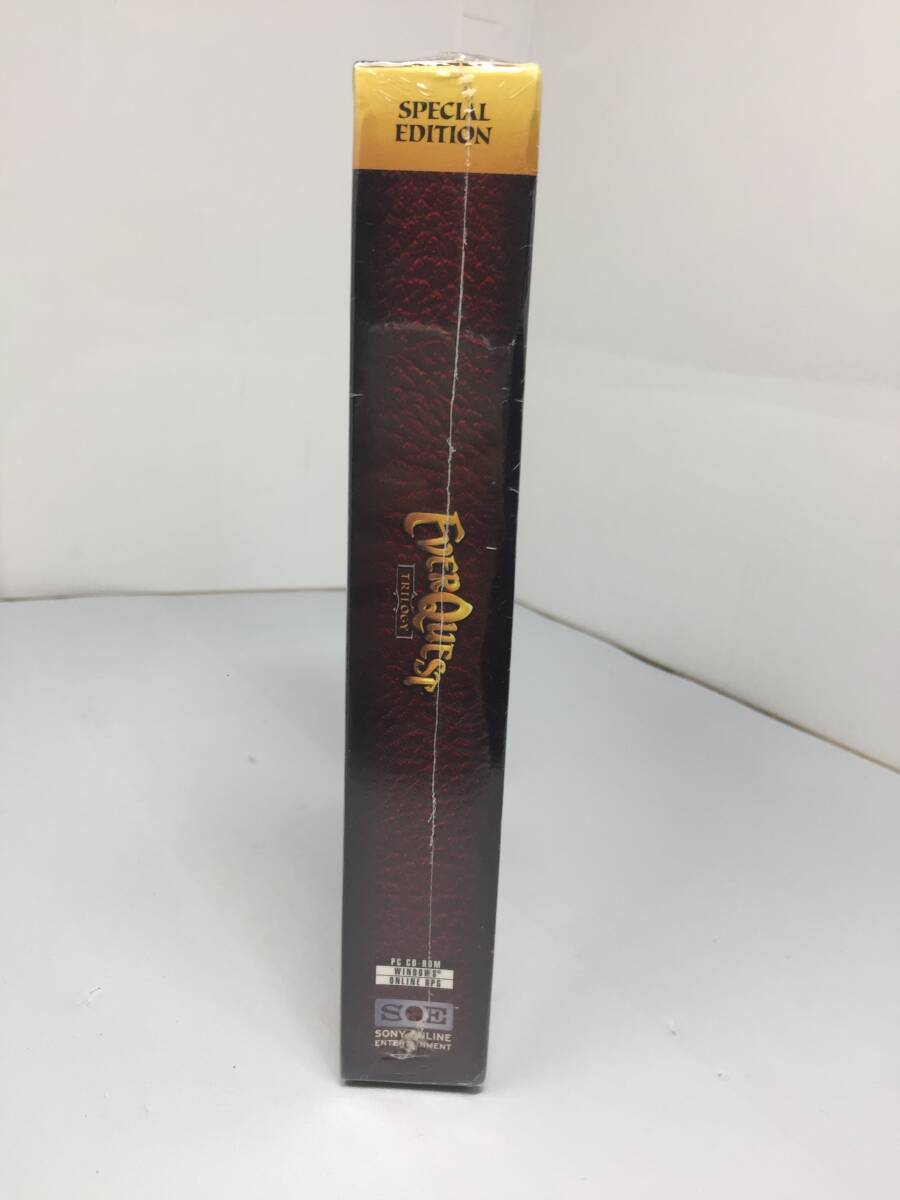 SPECIAL
EDITION
EVERQUEST
TRILOGY
PC CD-ROM
WINDOWS®
ONLINE RPG
SOE
SONY ONLINE
ENTERTAINMENT